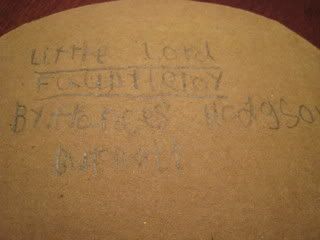 Little lord
Fauntleroy
BY: Frances Hodgson
Burnett